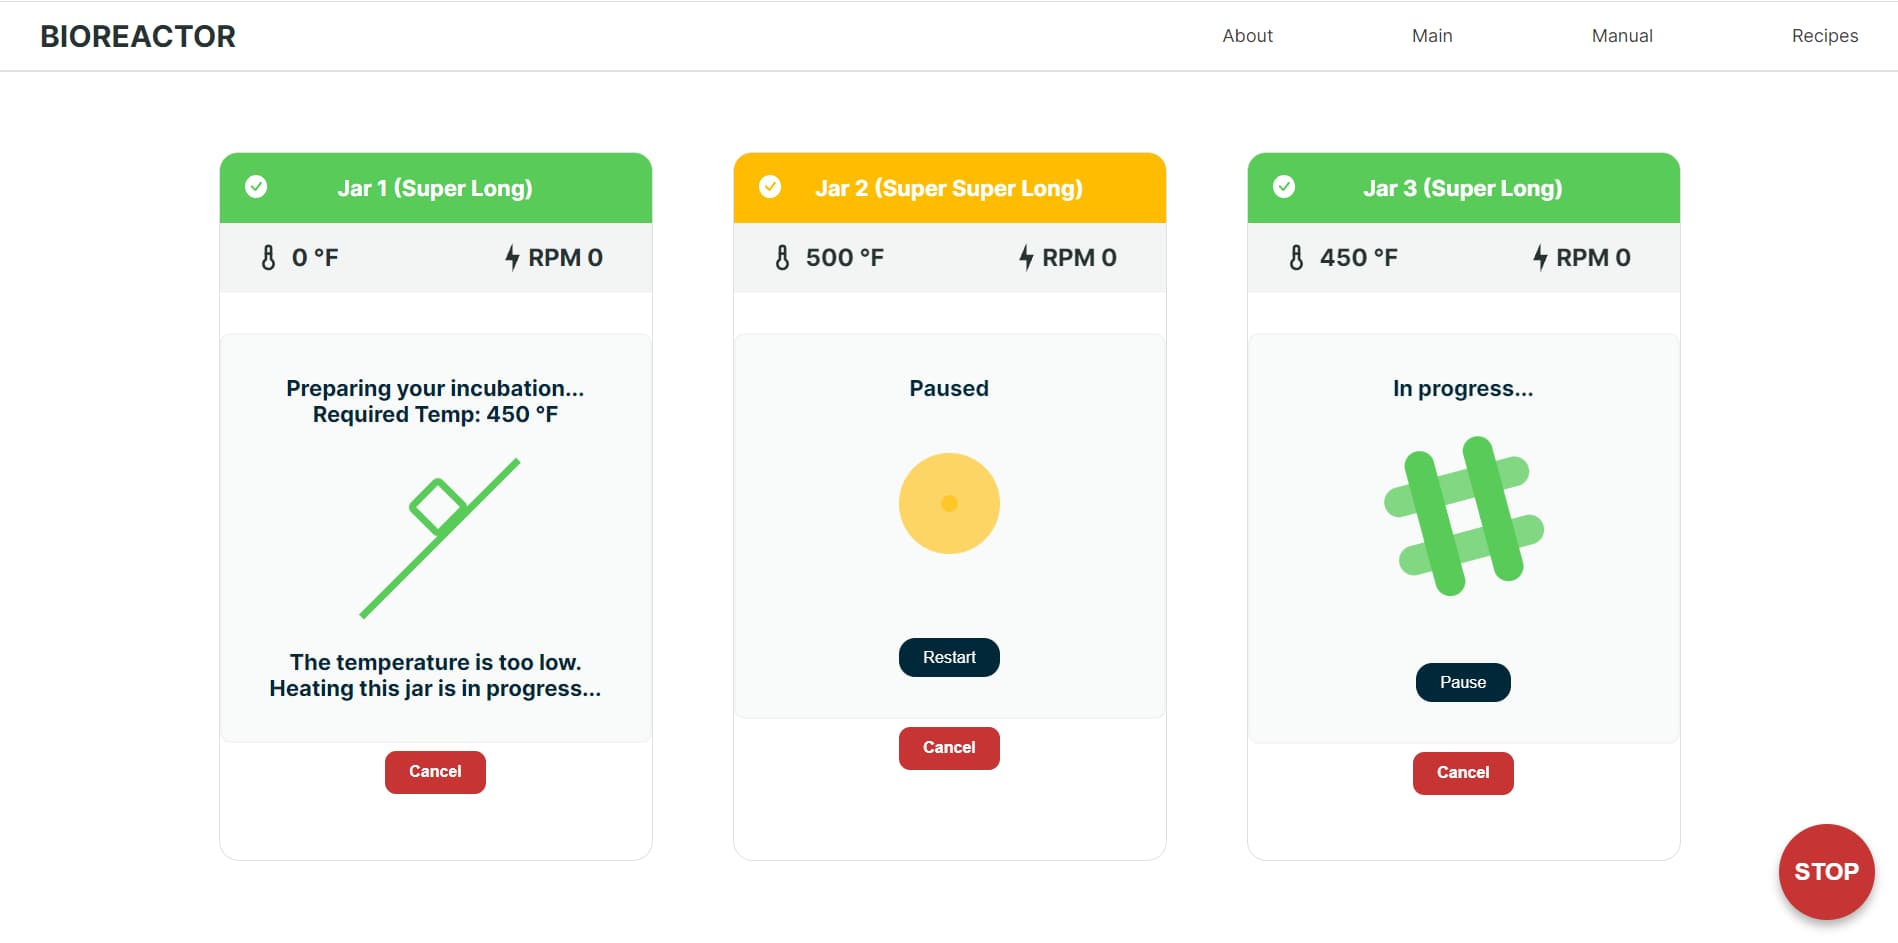 BIOREACTOR
About
Main
Manual
Recipes
Jar 1 (Super Long)
0 °F
RPM 0
Preparing your incubation...
Required Temp: 450 °F
The temperature is too low.
Heating this jar is in progress...
Cancel
Jar 2 (Super Super Long)
500 °F
RPM 0
Paused
Restart
Cancel
Jar 3 (Super Long)
450 °F
RPM 0
In progress...
Pause
Cancel
STOP